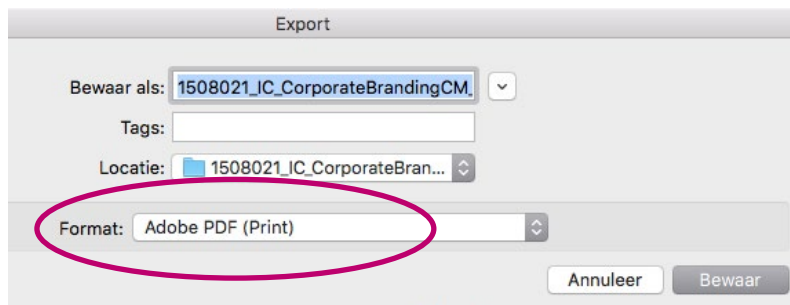 Export
Bewaar als: 1508021_IC_CorporateBrandingCM_
Tags:
Locatie: 1508021_IC_CorporateBran...
Format: Adobe PDF (Print)
Annuleer Bewaar